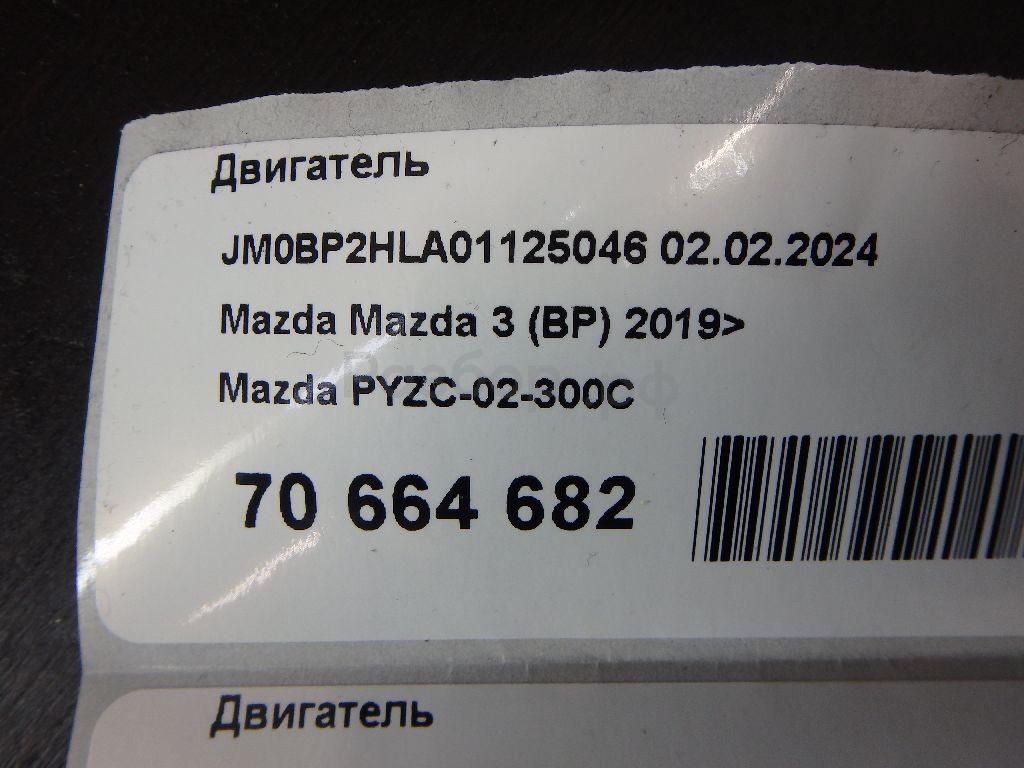 Двигатель
JM0BP2HLA01125046 02.02.2024
Mazda Mazda 3 (BP) 2019>
Mazda PYZC-02-300C
70 664 682
Двигатель